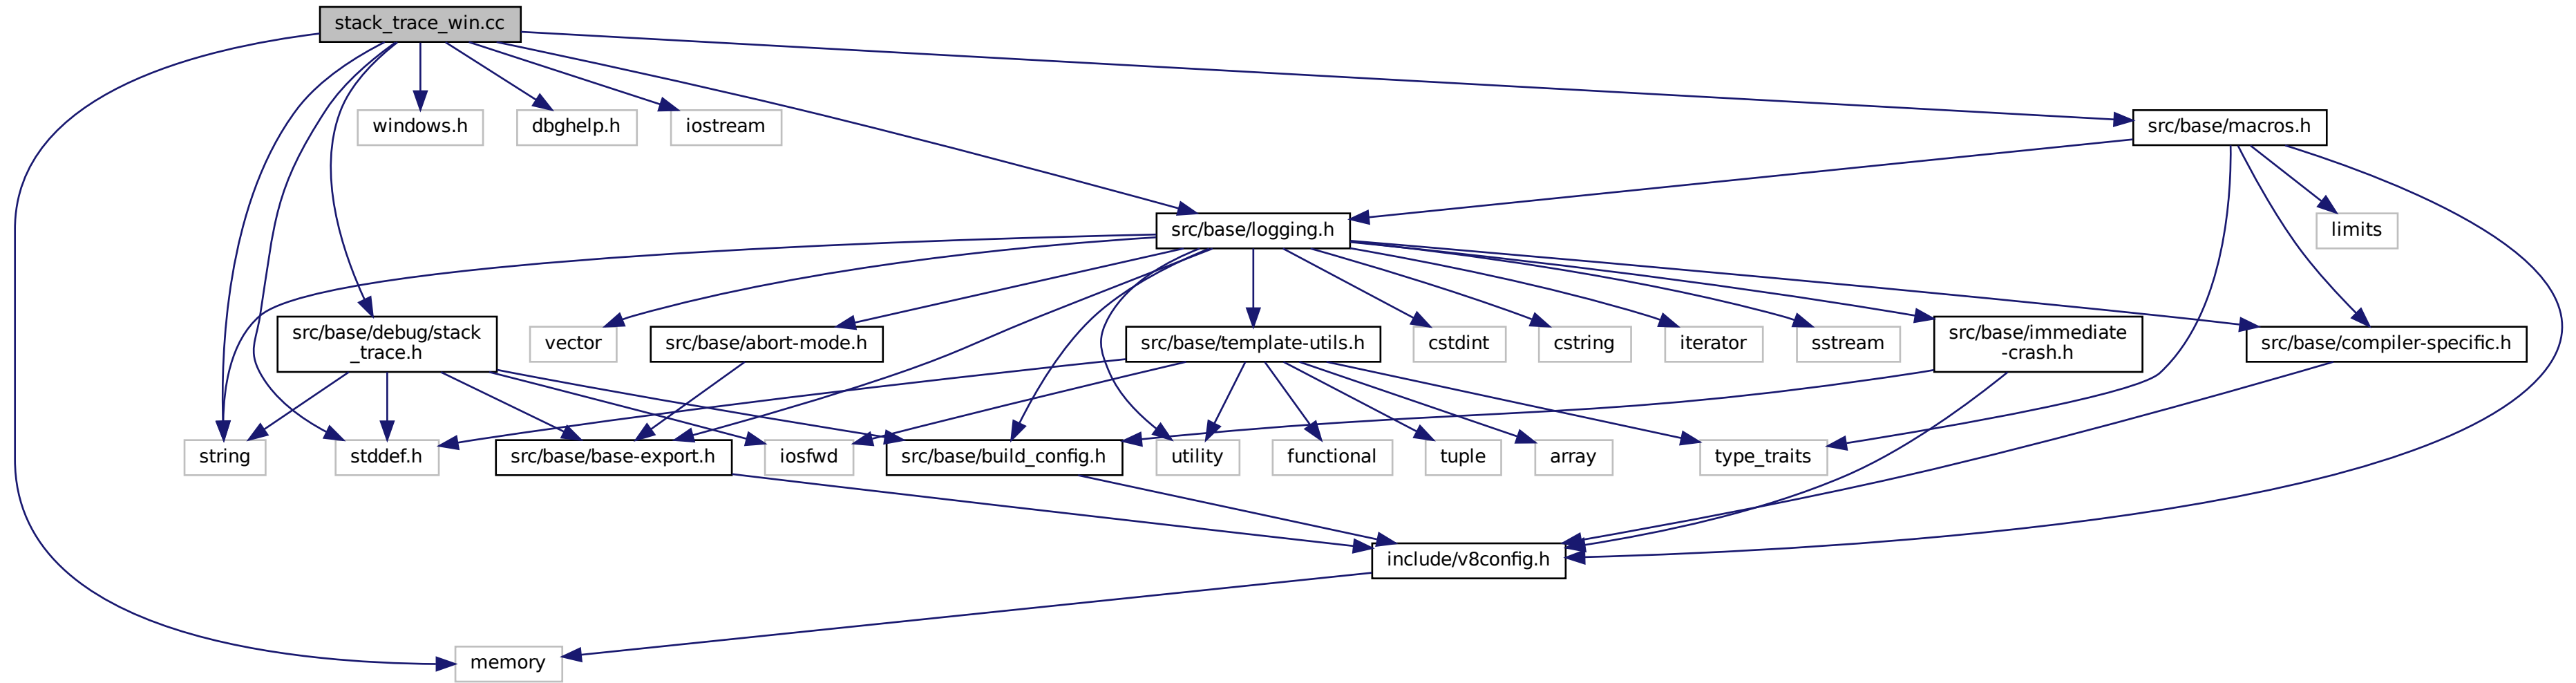 stack_trace_win.cc
windows.h
dbghelp.h
iostream
src/base/macros.h
src/base/logging.h
limits
src/base/debug/stack
_trace.h
vector
src/base/abort-mode.h
src/base/template-utils.h
cstdint
cstring
iterator
sstream
src/base/immediate
-crash.h
src/base/compiler-specific.h
string
stddef.h
src/base/base-export.h
iosfwd
src/base/build_config.h
utility
functional
tuple
array
type_traits
include/v8config.h
memory